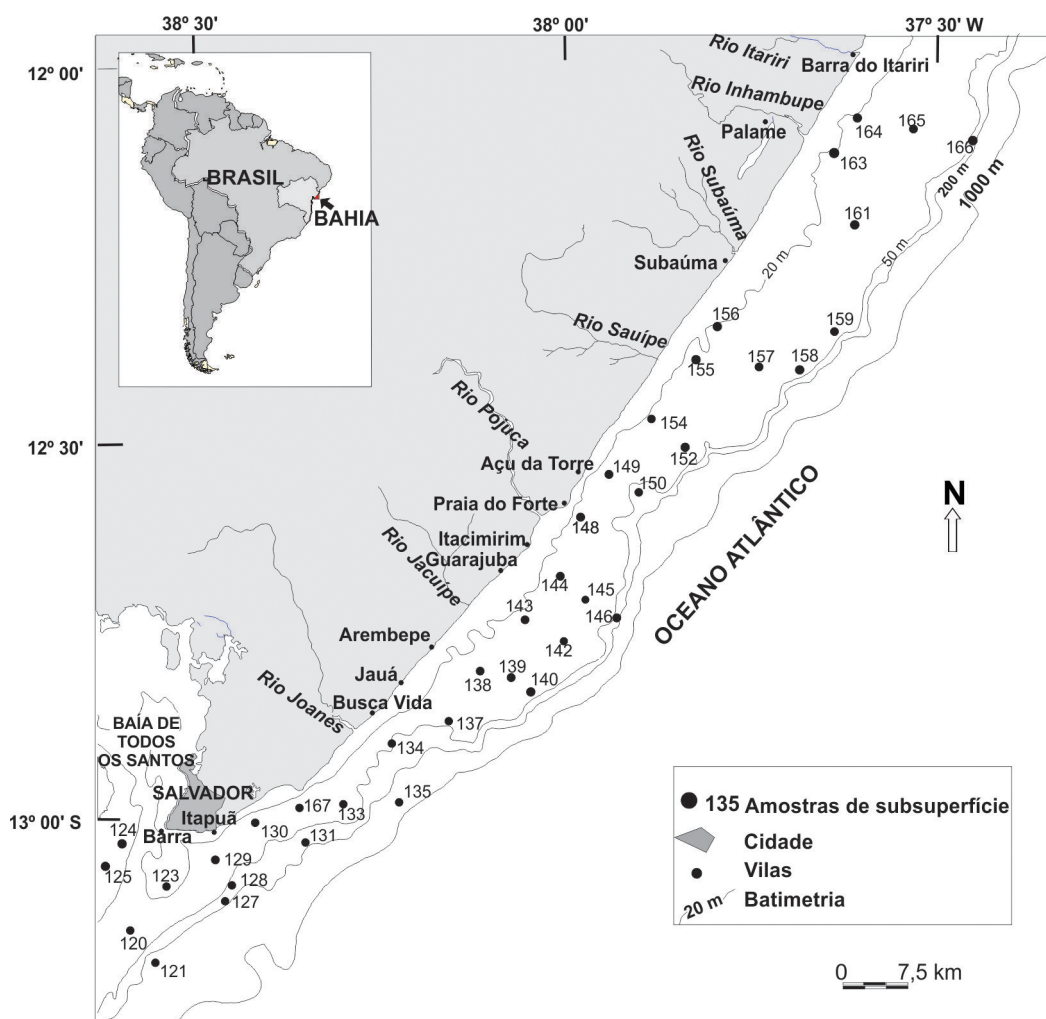 38º 30'
38º 00'
37º 30' W
12º 00'
12º 30'
13º 00' S
BRASIL
BAHIA
Rio Itariri
Barra do Itariri
Rio Inhambupe
Palame
Rio Subaúma
Subaúma
Rio Sauípe
Rio Pojuca
Açu da Torre
Praia do Forte
Itacimirim
Guarajuba
Rio Jacuípe
Arembepe
Jauá
Busca Vida
Rio Joanes
BAÍA DE
TODOS
OS SANTOS
SALVADOR
Itapuã
Barra
164
165
166
163
161
200 m
1000 m
50 m
20 m
156
159
155
157
158
154
152
149
150
148
144
145
143
146
142
139
138
140
137
134
135
167
133
130
131
124
129
125
123
128
127
120
121
OCEANO ATLÂNTICO
N
135 Amostras de subsuperfície
Cidade
Vilas
20 m Batimetria
0 7,5 km